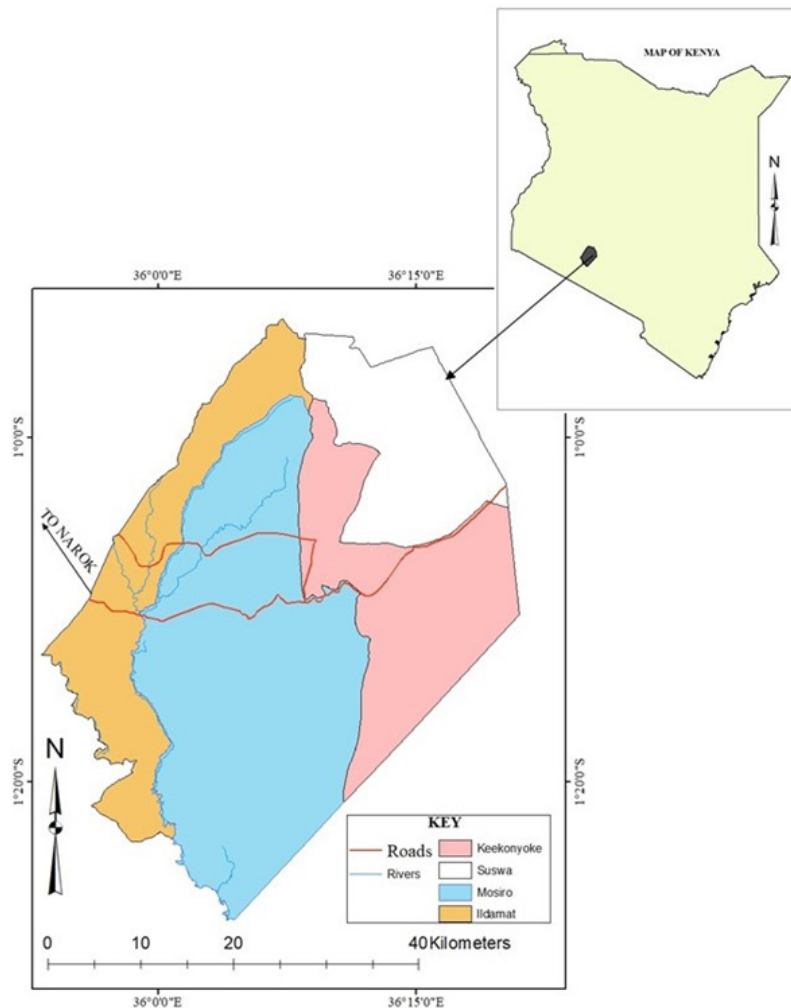 MAP OF KENYA
N
36°0'0"E
36°15'0"E
1°0'0"S
1°0'0"S
TO NAROK
1°20'0"S
1°20'0"S
N
KEY
Roads
Rivers
Keekonyoke
Suswa
Mosiro
Ildamat
0 10 20 40 Kilometers
36°0'0"E
36°15'0"E